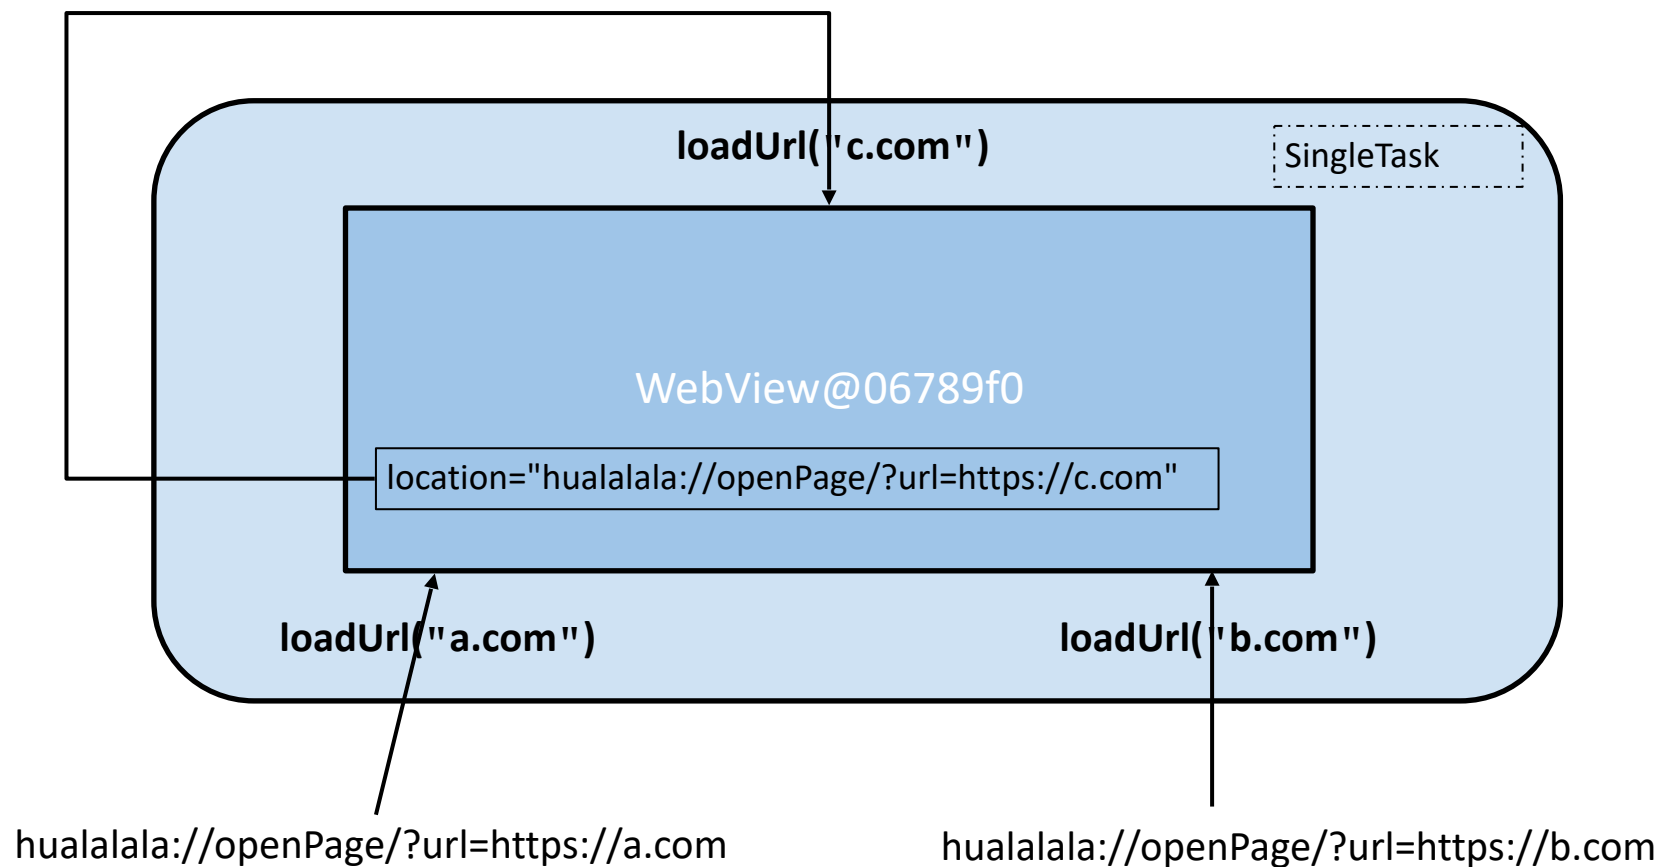 loadUrl("c.com")
SingleTask
WebView@06789f0
location="hualalala://openPage/?url=https://c.com"
loadUrl("a.com")
loadUrl("b.com")
hualalala://openPage/?url=https://a.com
hualalala://openPage/?url=https://b.com